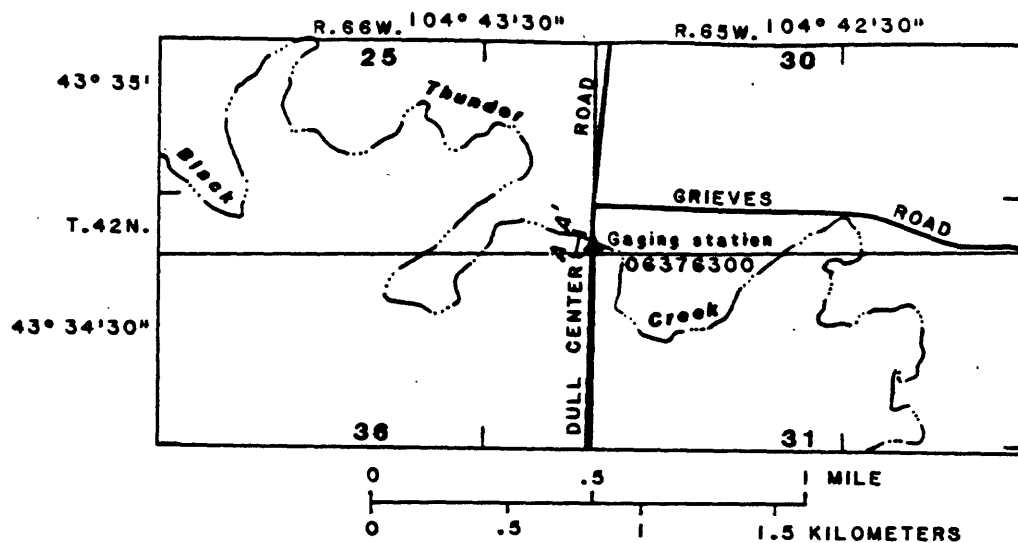 R.66W. 104° 43'30" R.65W. 104° 42'30"
25 30
43° 35'
Thunder
ROAD
Black
GRIEVES
ROAD
T.42N.
A A'
Gaging station
06376300
43° 34'30"
DULL CENTER
Creek
36 31
0 .5 1 MILE
0 .5 1 1.5 KILOMETERS